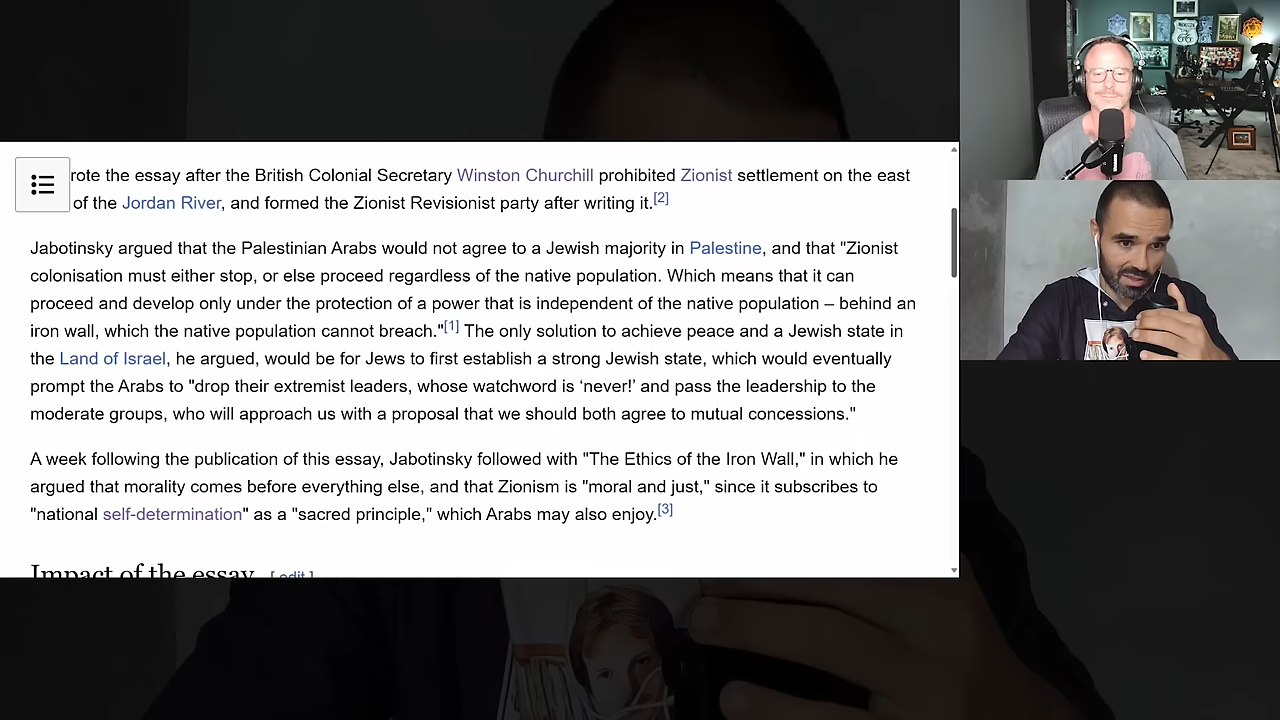 rote the essay after the British Colonial Secretary Winston Churchill prohibited Zionist settlement on the east
of the Jordan River, and formed the Zionist Revisionist party after writing it.[2]
Jabotinsky argued that the Palestinian Arabs would not agree to a Jewish majority in Palestine, and that "Zionist
colonisation must either stop, or else proceed regardless of the native population. Which means that it can
proceed and develop only under the protection of a power that is independent of the native population – behind an
iron wall, which the native population cannot breach."[1] The only solution to achieve peace and a Jewish state in
the Land of Israel, he argued, would be for Jews to first establish a strong Jewish state, which would eventually
prompt the Arabs to "drop their extremist leaders, whose watchword is ‘never!’ and pass the leadership to the
moderate groups, who will approach us with a proposal that we should both agree to mutual concessions."
A week following the publication of this essay, Jabotinsky followed with "The Ethics of the Iron Wall," in which he
argued that morality comes before everything else, and that Zionism is "moral and just," since it subscribes to
"national self-determination" as a "sacred principle," which Arabs may also enjoy.[3]
Impact of the essay [ edit ]